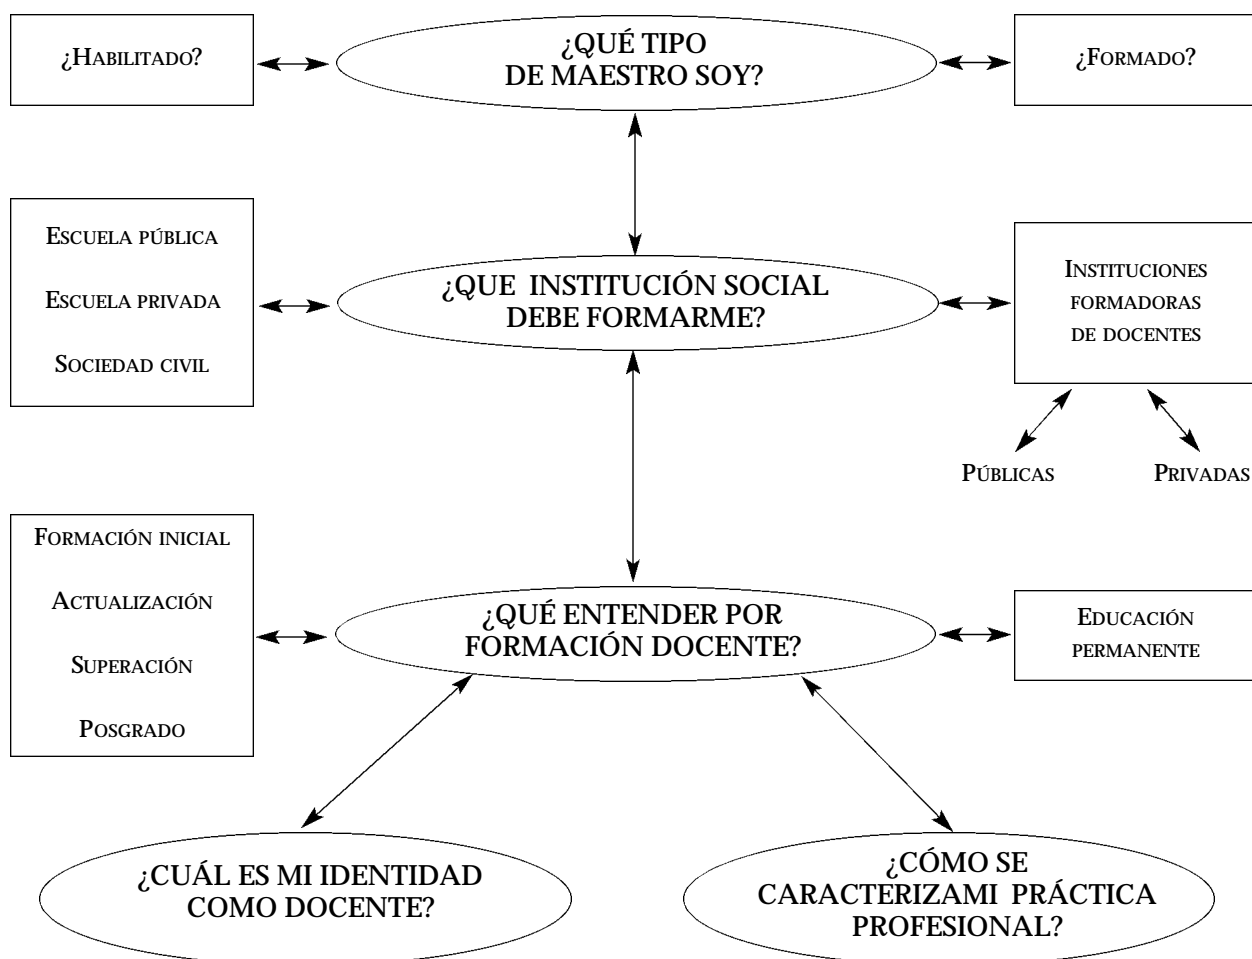 ¿HABILITADO?
¿QUÉ TIPO
DE MAESTRO SOY?
¿FORMADO?
ESCUELA PÚBLICA
ESCUELA PRIVADA
SOCIEDAD CIVIL
¿QUE INSTITUCIÓN SOCIAL
DEBE FORMARME?
INSTITUCIONES
FORMADORAS
DE DOCENTES
PÚBLICAS
PRIVADAS
FORMACIÓN INICIAL
ACTUALIZACIÓN
SUPERACIÓN
POSGRADO
¿QUÉ ENTENDER POR
FORMACIÓN DOCENTE?
EDUCACIÓN
PERMANENTE
¿CUÁL ES MI IDENTIDAD
COMO DOCENTE?
¿CÓMO SE
CARACTERIZAMI PRÁCTICA
PROFESIONAL?